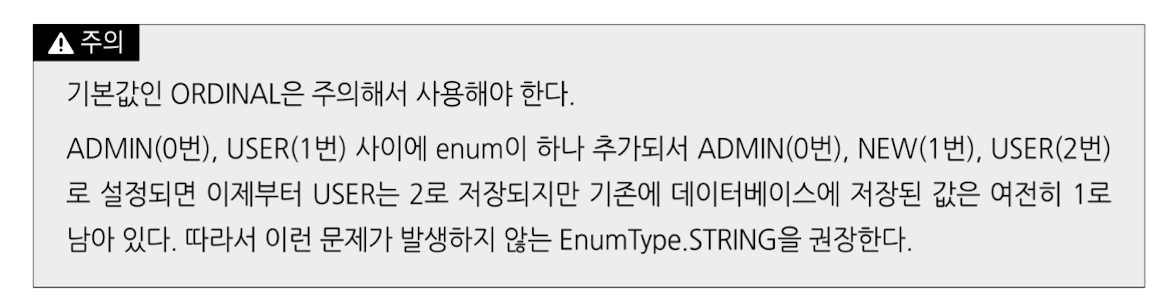 주의
기본값인 ORDINAL은 주의해서 사용해야 한다.
ADMIN(0번), USER(1번) 사이에 enum이 하나 추가되서 ADMIN(0번), NEW(1번), USER(2번)
로 설정되면 이제부터 USER는 2로 저장되지만 기존에 데이터베이스에 저장된 값은 여전히 1로
남아 있다. 따라서 이런 문제가 발생하지 않는 EnumType.STRING을 권장한다.